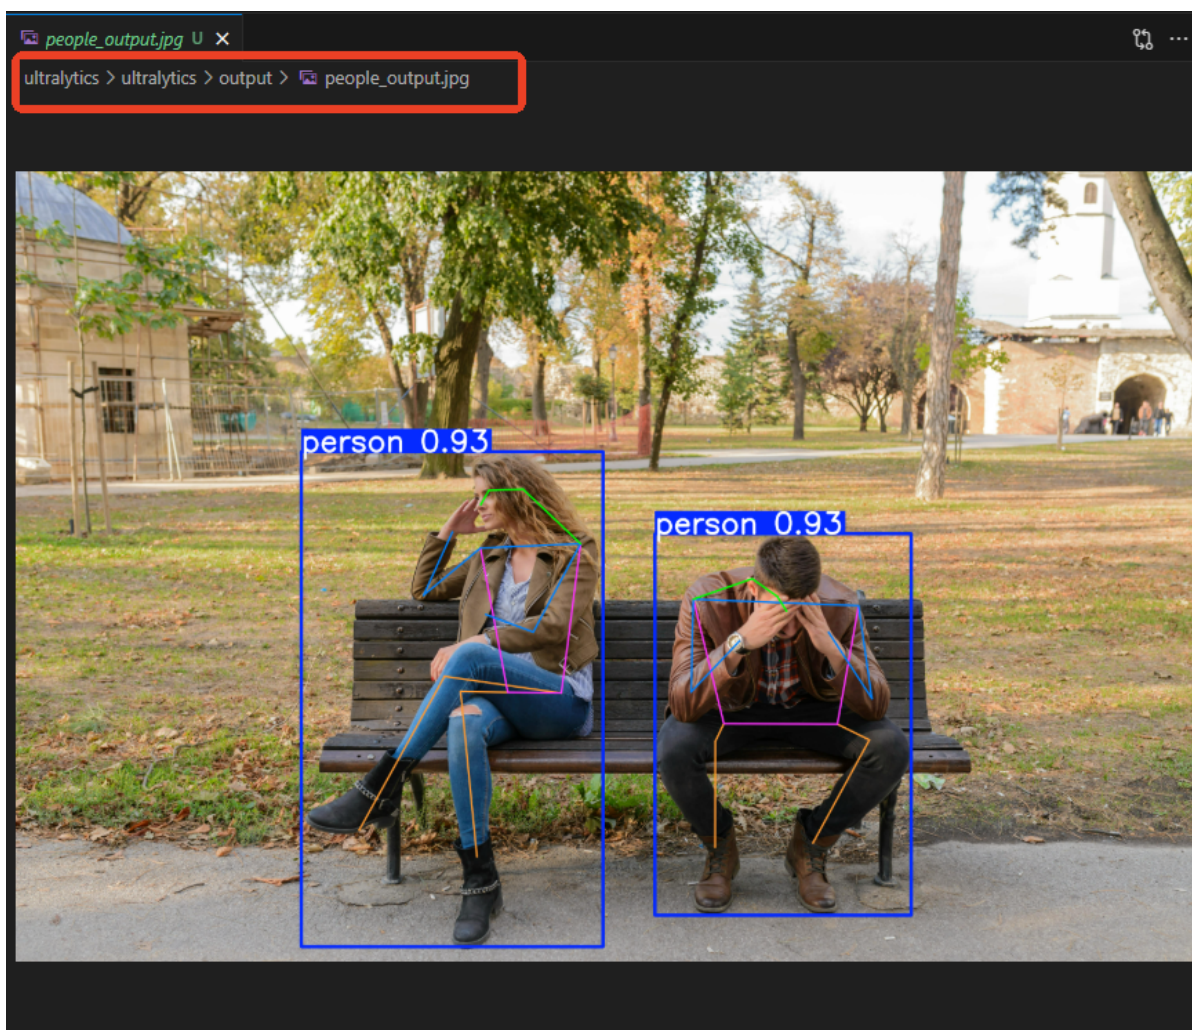 people_output.jpg U
ultralytics > ultralytics > output > people_output.jpg
person 0.93
person 0.93